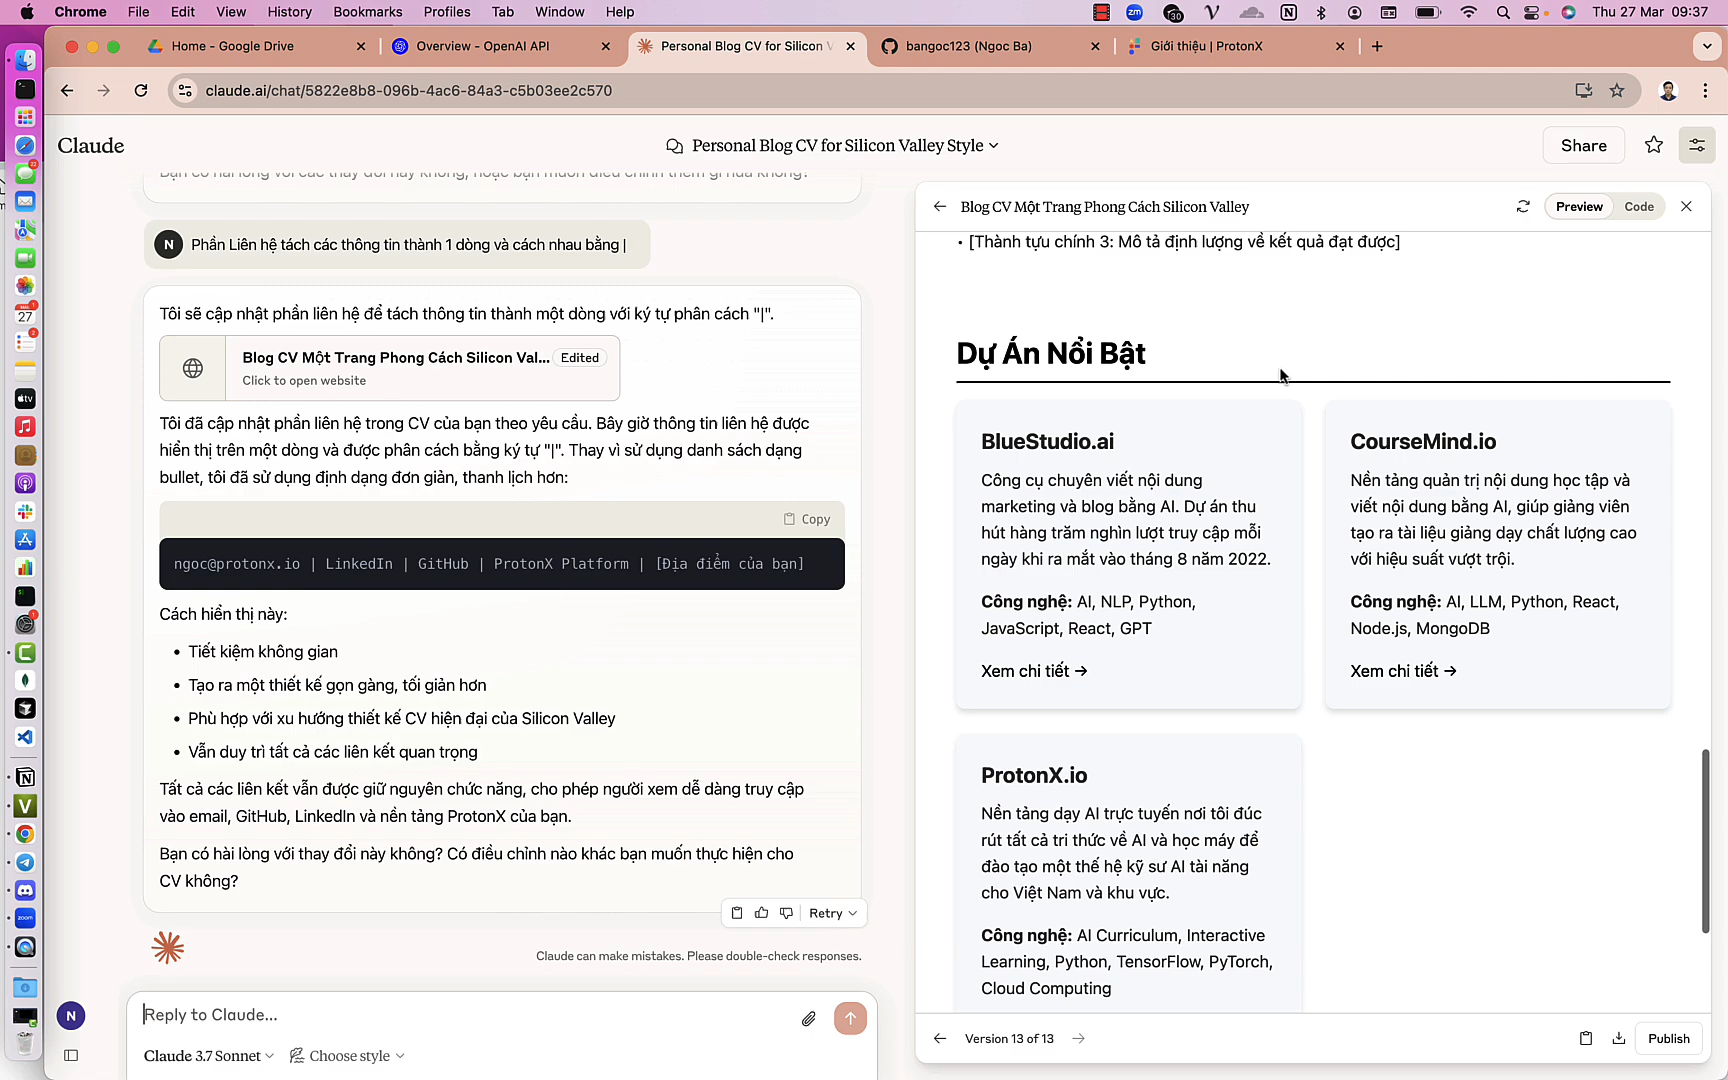 Chrome File Edit View History Bookmarks Profiles Tab Window Help
zm 30 Thu 27 Mar 09:37
Home - Google Drive
Overview - OpenAI API
Personal Blog CV for Silicon V
bangoc123 (Ngoc Ba)
Giới thiệu | ProtonX
claude.ai/chat/5822e8b8-096b-4ac6-84a3-c5b03ee2c570
Claude
Personal Blog CV for Silicon Valley Style
Share
Bạn có hài lòng với các thay đổi này không, hoặc bạn muốn điều chỉnh thêm gì nữa không?
N
Phần Liên hệ tách các thông tin thành 1 dòng và cách nhau bằng |
Tôi sẽ cập nhật phần liên hệ để tách thông tin thành một dòng với ký tự phân cách "|".
Blog CV Một Trang Phong Cách Silicon Val...
Edited
Click to open website
Tôi đã cập nhật phần liên hệ trong CV của bạn theo yêu cầu. Bây giờ thông tin liên hệ được
hiển thị trên một dòng và được phân cách bằng ký tự "|". Thay vì sử dụng danh sách dạng
bullet, tôi đã sử dụng định dạng đơn giản, thanh lịch hơn:
Copy
ngoc@protonx.io | LinkedIn | GitHub | ProtonX Platform | [Địa điểm của bạn]
Cách hiển thị này:
• Tiết kiệm không gian
• Tạo ra một thiết kế gọn gàng, tối giản hơn
• Phù hợp với xu hướng thiết kế CV hiện đại của Silicon Valley
• Vẫn duy trì tất cả các liên kết quan trọng
Tất cả các liên kết vẫn được giữ nguyên chức năng, cho phép người xem dễ dàng truy cập
vào email, GitHub, LinkedIn và nền tảng ProtonX của bạn.
Bạn có hài lòng với thay đổi này không? Có điều chỉnh nào khác bạn muốn thực hiện cho
CV không?
Retry
Claude can make mistakes. Please double-check responses.
N
Reply to Claude...
Claude 3.7 Sonnet
Choose style
Blog CV Một Trang Phong Cách Silicon Valley
Preview
Code
• [Thành tựu chính 3: Mô tả định lượng về kết quả đạt được]
Dự Án Nổi Bật
BlueStudio.ai
Công cụ chuyên viết nội dung
marketing và blog bằng AI. Dự án thu
hút hàng trăm nghìn lượt truy cập mỗi
ngày khi ra mắt vào tháng 8 năm 2022.
Công nghệ: AI, NLP, Python,
JavaScript, React, GPT
Xem chi tiết →
CourseMind.io
Nền tảng quản trị nội dung học tập và
viết nội dung bằng AI, giúp giảng viên
tạo ra tài liệu giảng dạy chất lượng cao
với hiệu suất vượt trội.
Công nghệ: AI, LLM, Python, React,
Node.js, MongoDB
Xem chi tiết →
ProtonX.io
Nền tảng dạy AI trực tuyến nơi tôi đúc
rút tất cả tri thức về AI và học máy để
đào tạo một thế hệ kỹ sư AI tài năng
cho Việt Nam và khu vực.
Công nghệ: AI Curriculum, Interactive
Learning, Python, TensorFlow, PyTorch,
Cloud Computing
Version 13 of 13
Publish